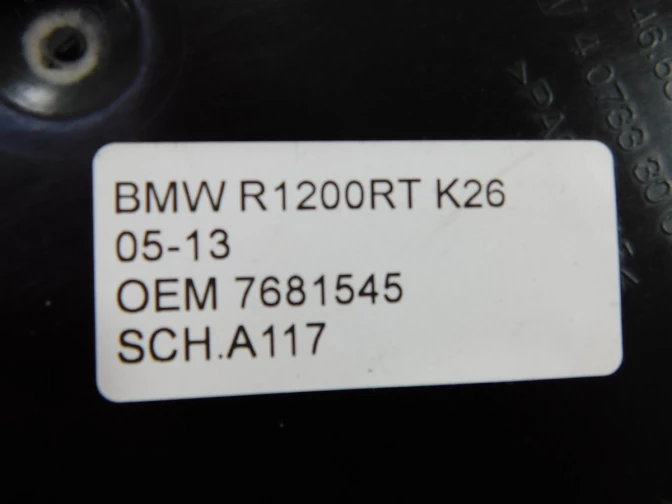 BMW R1200RT K26
05-13
OEM 7681545
SCH.A117